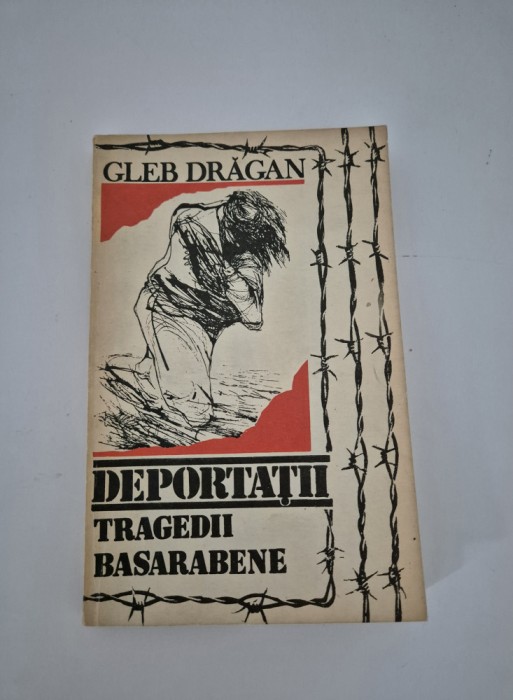 GLEB DRĂGAN
DEPORTAȚII
TRAGEDII
BASARABENE